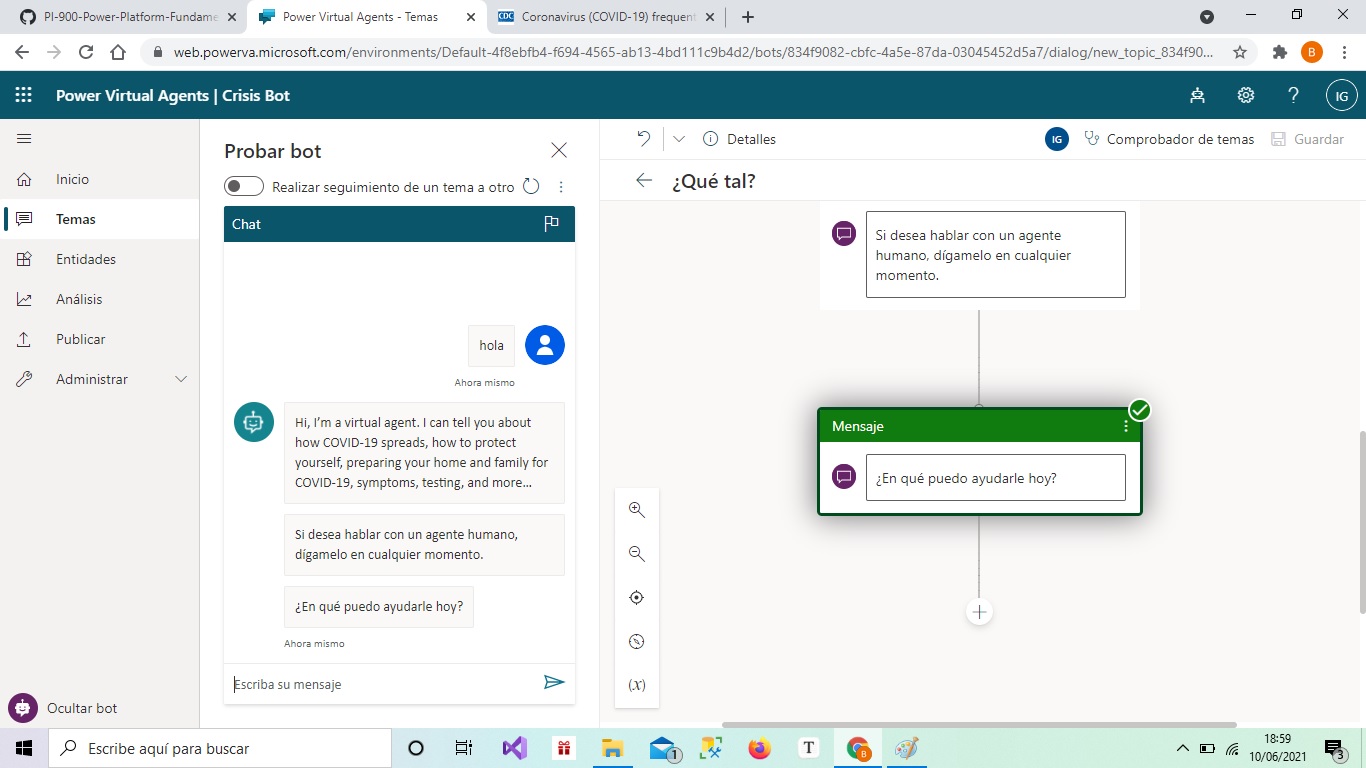 PI-900-Power-Platform-Fundame
Power Virtual Agents - Temas
CDC
Coronavirus (COVID-19) frequent
web.powerva.microsoft.com/environments/Default-4f8ebfb4-f694-4565-ab13-4bd111c9b4d2/bots/834f9082-cbfc-4a5e-87da-03045452d5a7/dialog/new_topic_834f90...
B
Power Virtual Agents | Crisis Bot
?
IG
Inicio
Temas
Entidades
Análisis
Publicar
Administrar
Ocultar bot
Probar bot
Realizar seguimiento de un tema a otro
Chat
hola
Ahora mismo
Hi, I’m a virtual agent. I can tell you about
how COVID-19 spreads, how to protect
yourself, preparing your home and family for
COVID-19, symptoms, testing, and more...
Si desea hablar con un agente humano,
dígamelo en cualquier momento.
¿En qué puedo ayudarle hoy?
Ahora mismo
Escriba su mensaje
Detalles
IG
Comprobador de temas
Guardar
¿Qué tal?
Si desea hablar con un agente
humano, dígamelo en cualquier
momento.
Mensaje
¿En qué puedo ayudarle hoy?
(x)
Escribe aquí para buscar
1
T
B
18:59
10/06/2021
3